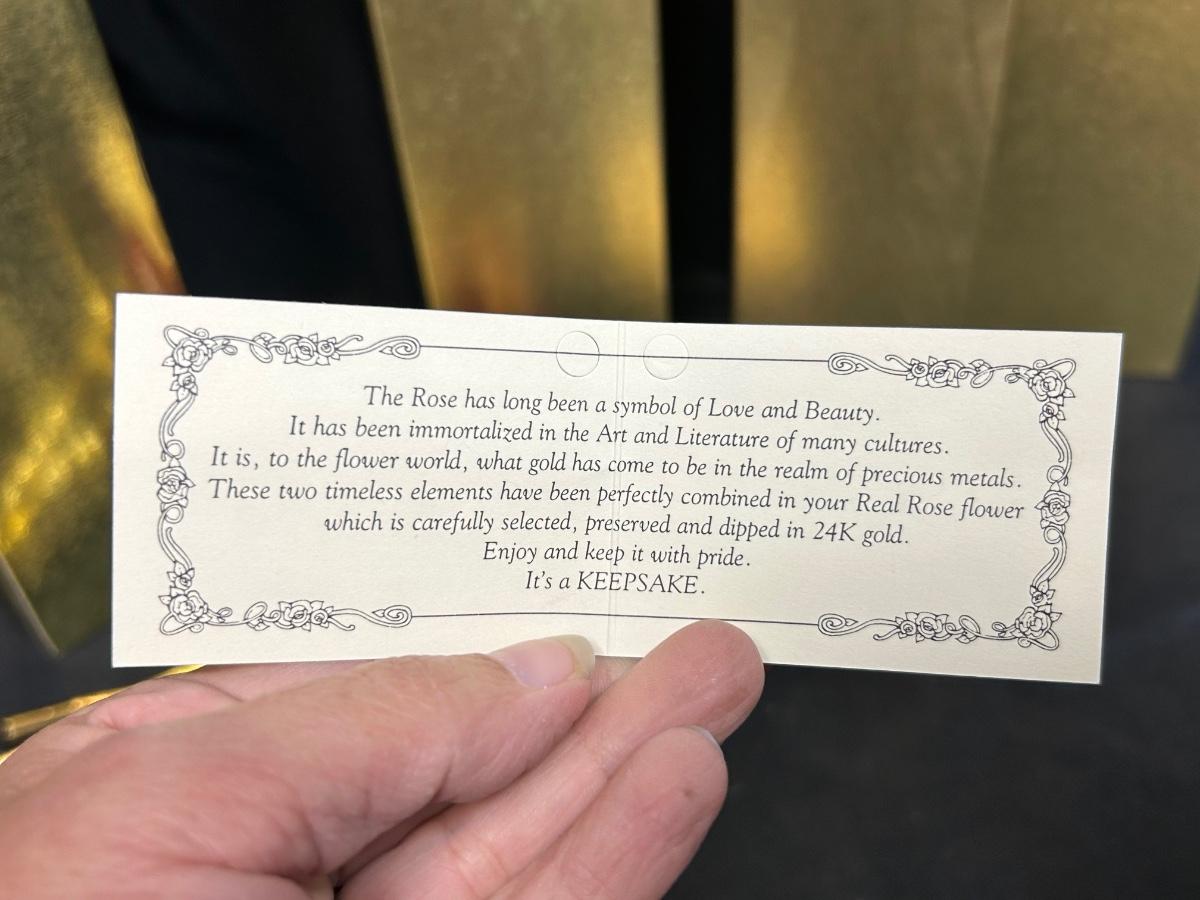 The Rose has long been a symbol of Love and Beauty.
It has been immortalized in the Art and Literature of many cultures.
It is, to the flower world, what gold has come to be in the realm of precious metals.
These two timeless elements have been perfectly combined in your Real Rose flower
which is carefully selected, preserved and dipped in 24K gold.
Enjoy and keep it with pride.
It's a KEEPSAKE.